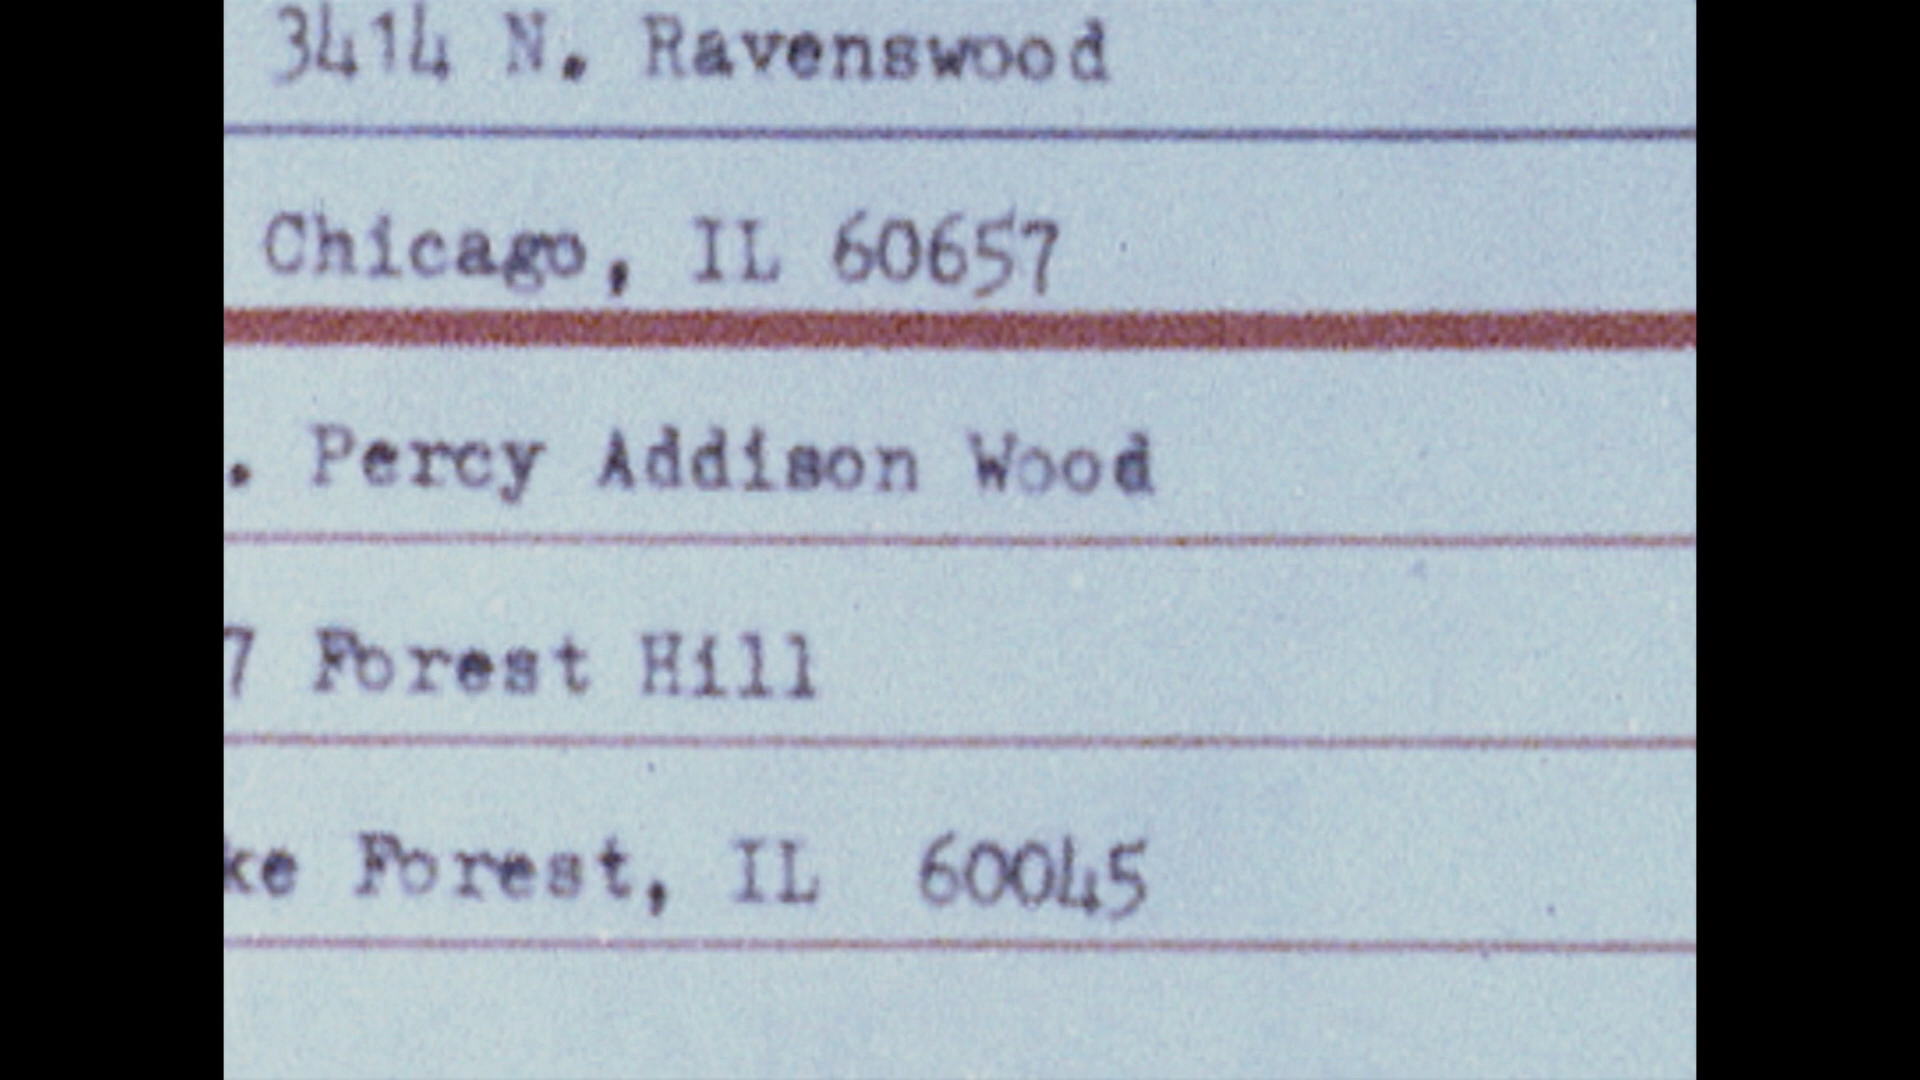 3414 N. Ravenswood
Chicago, IL 60657
. Percy Addison Wood
7 Forest Hill
ke Forest, IL 60045